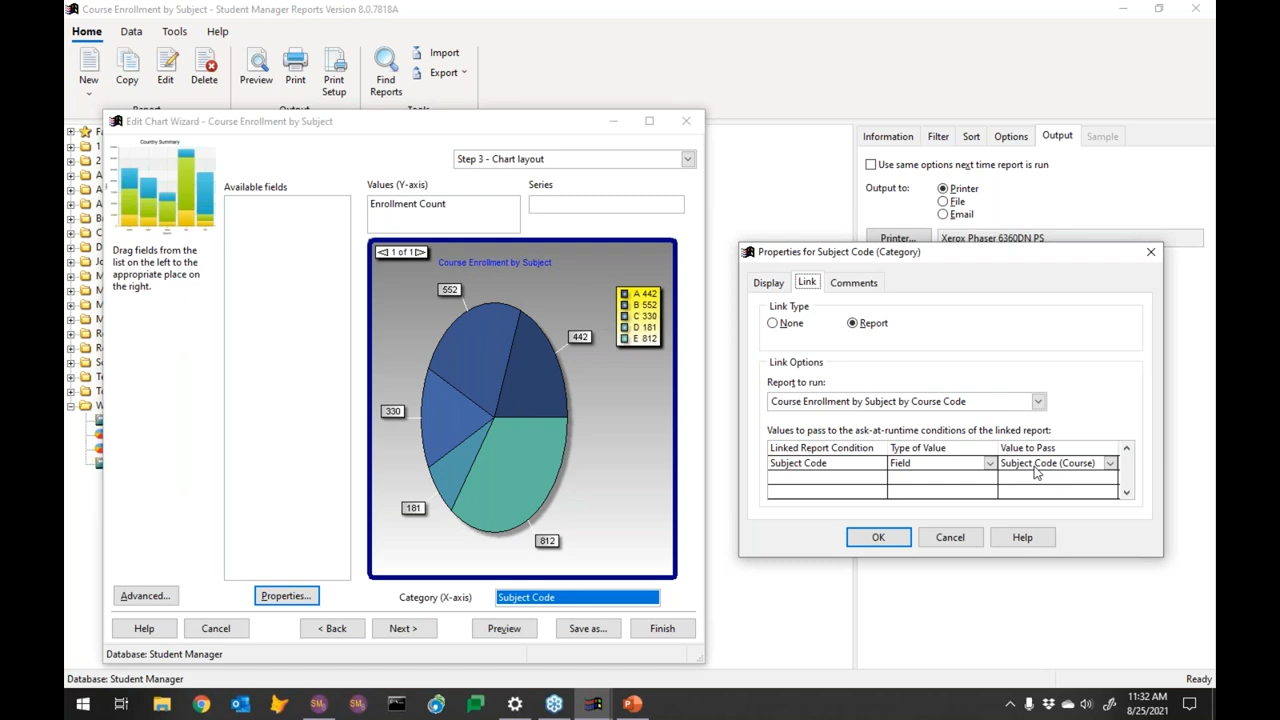 Course Enrollment by Subject - Student Manager Reports Version 8.0.7818A
Home Data Tools Help
New Copy Edit Delete Preview Print Print Setup Find Reports Import Export
Output Tools
Edit Chart Wizard - Course Enrollment by Subject
Country Summary
Drag fields from the
list on the left to the
appropriate place on
the right.
Step 3 - Chart layout
Available fields
Values (Y-axis)
Series
Enrollment Count
1 of 1
Course Enrollment by Subject
552
442
330
181
812
A 442
B 552
C 330
D 181
E 812
Advanced...
Properties...
Category (X-axis)
Subject Code
Help Cancel < Back Next > Preview Save as... Finish
Database: Student Manager
Information Filter Sort Options Output Sample
Use same options next time report is run
Output to:
Printer
File
Email
Printer... Xerox Phaser 6360DN PS
Properties for Subject Code (Category)
Display Link Comments
Link Type
None Report
Link Options
Report to run:
Course Enrollment by Subject by Course Code
Values to pass to the ask-at-runtime conditions of the linked report:
Linked Report Condition Type of Value Value to Pass
Subject Code Field Subject Code (Course)
OK Cancel Help
Database: Student Manager
Ready
11:32 AM
8/25/2021